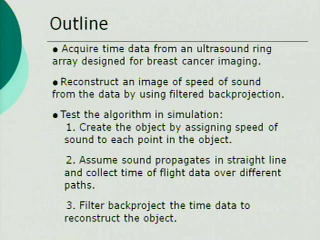 Outline
● Acquire time data from an ultrasound ring
array designed for breast cancer imaging.
● Reconstruct an image of speed of sound
from the data by using filtered backprojection.
● Test the algorithm in simulation:
1. Create the object by assigning speed of
sound to each point in the object.
2. Assume sound propagates in straight line
and collect time of flight data over different
paths.
3. Filter backproject the time data to
reconstruct the object.